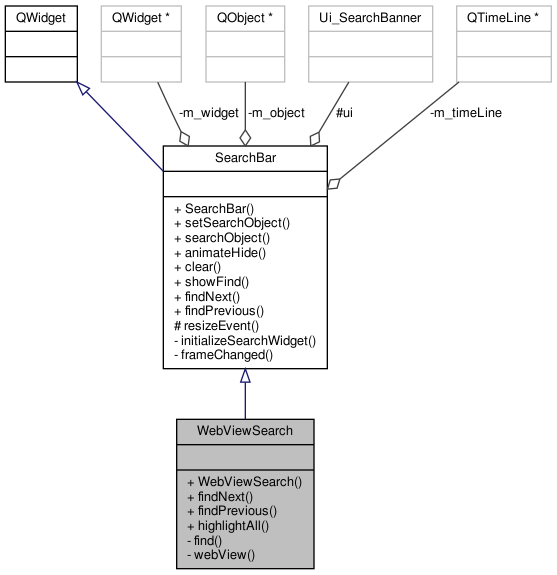 QWidget
QWidget *
QObject *
Ui_SearchBanner
QTimeLine *
-m_widget
-m_object
#ui
-m_timeLine
SearchBar
+ SearchBar()
+ setSearchObject()
+ searchObject()
+ animateHide()
+ clear()
+ showFind()
+ findNext()
+ findPrevious()
# resizeEvent()
- initializeSearchWidget()
- frameChanged()
WebViewSearch
+ WebViewSearch()
+ findNext()
+ findPrevious()
+ highlightAll()
- find()
- webView()